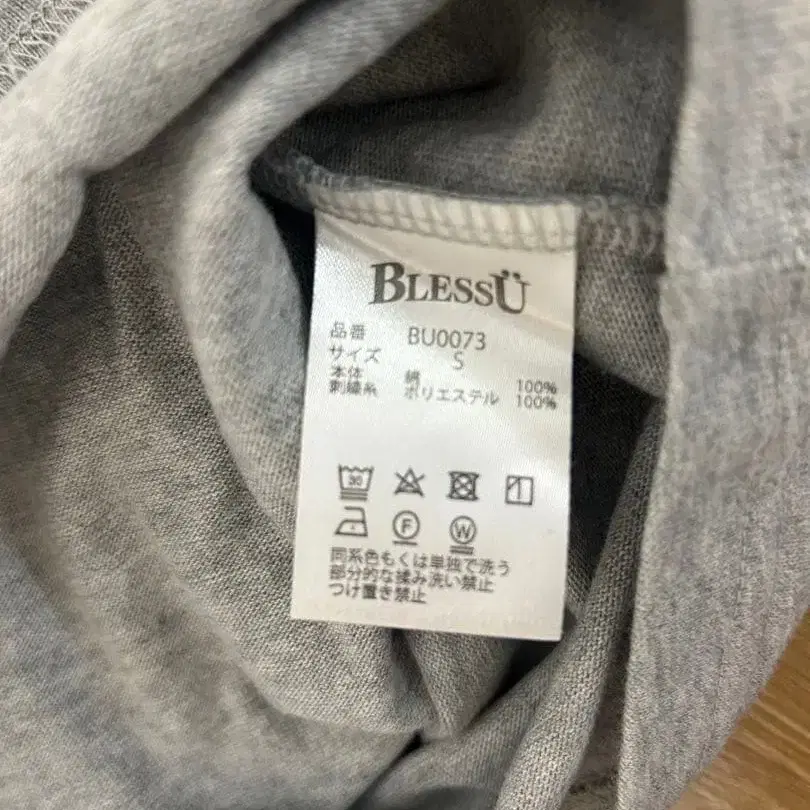 BLESSÜ
品番 BU0073
サイズ S
本体 綿 100%
刺繍糸 ポリエステル 100%
30
F W
同系色もくは単独で洗う
部分的な揉み洗い禁止
つけ置き禁止